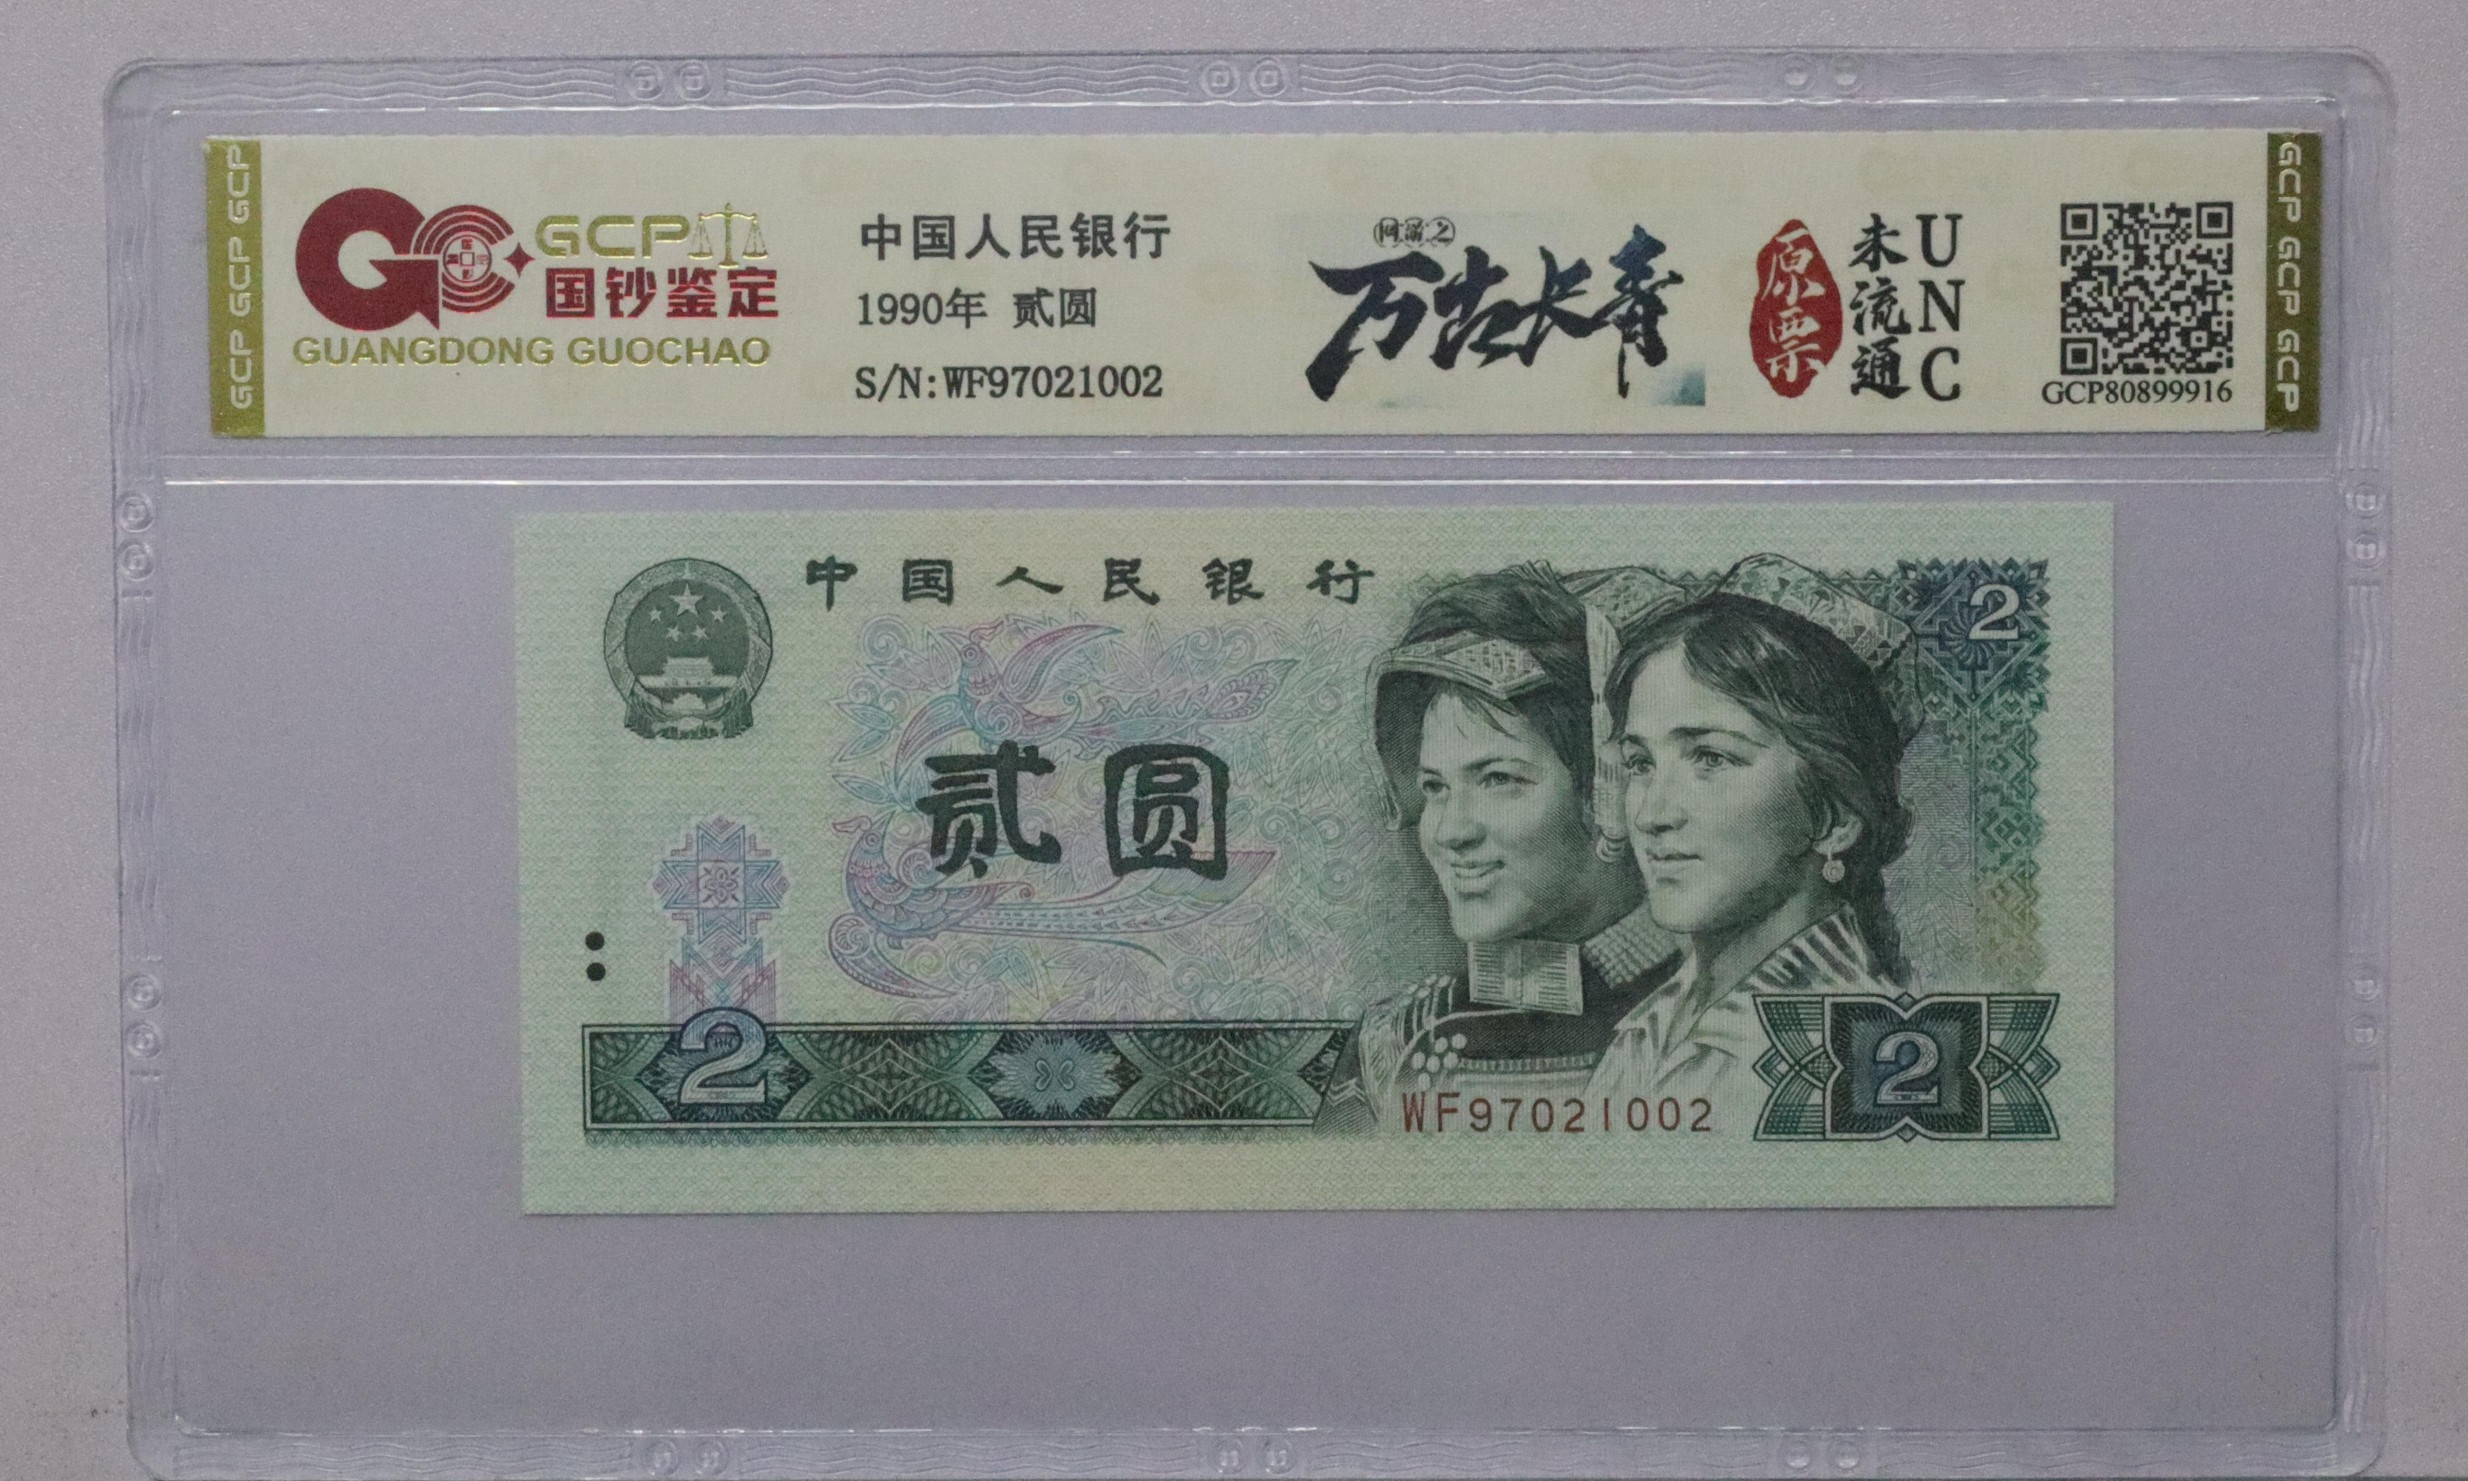 GCP GCP GCP
GCP
国钞鉴定
GUANGDONG GUOCHAO
中国人民银行
1990年 贰圆
S/N:WF97021002
万古长青
原票
未流通
UNC
GCP80899916
GCP GCP GCP
中国人民银行
2
贰圆
2
WF97021002
2